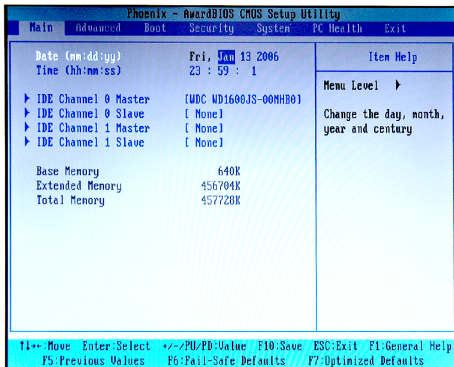 Phoenix - AwardBIOS CMOS Setup Utility
Main Advanced Boot Security System PC Health Exit
Date (mm:dd:yy) Fri, Jan 13 2006
Time (hh:mm:ss) 23 : 59 : 1
IDE Channel 0 Master [WDC WD1600JS-00MHB0]
IDE Channel 0 Slave [ None]
IDE Channel 1 Master [ None]
IDE Channel 1 Slave [ None]
Base Memory 640K
Extended Memory 456704K
Total Memory 457728K
Item Help
Menu Level
Change the day, month,
year and century
↑↓→←:Move Enter:Select +/-/PU/PD:Value F10:Save ESC:Exit F1:General Help
F5:Previous Values F6:Fail-Safe Defaults F7:Optimized Defaults